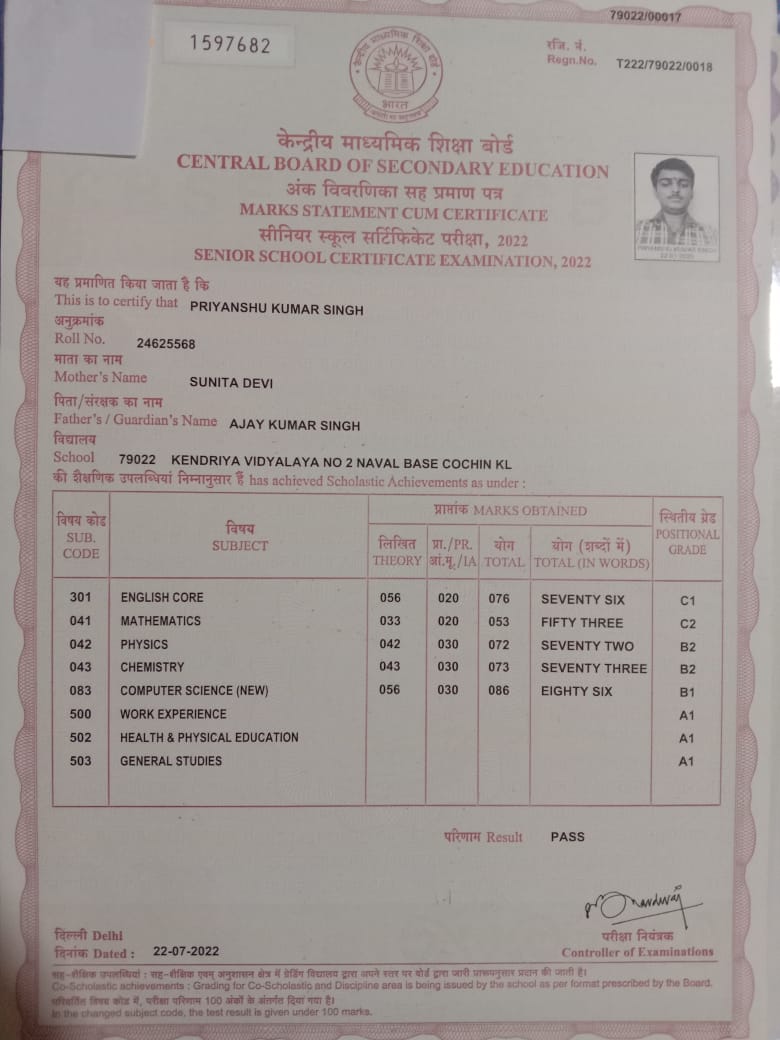 79022/00017
1597682
रजि. नं.
Regn.No. T222/79022/0018
केन्द्रीय माध्यमिक शिक्षा बोर्ड
भारत
केन्द्रीय माध्यमिक शिक्षा बोर्ड
CENTRAL BOARD OF SECONDARY EDUCATION
अंक विवरणिका सह प्रमाण पत्र
MARKS STATEMENT CUM CERTIFICATE
सीनियर स्कूल सर्टिफिकेट परीक्षा, 2022
SENIOR SCHOOL CERTIFICATE EXAMINATION, 2022
PRIYANSHU KUMAR SINGH
यह प्रमाणित किया जाता है कि
This is to certify that PRIYANSHU KUMAR SINGH
अनुक्रमांक
Roll No. 24625568
माता का नाम
Mother's Name SUNITA DEVI
पिता/संरक्षक का नाम
Father's / Guardian's Name AJAY KUMAR SINGH
विद्यालय
School 79022 KENDRIYA VIDYALAYA NO 2 NAVAL BASE COCHIN KL
की शैक्षणिक उपलब्धियां निम्नानुसार हैं has achieved Scholastic Achievements as under :
विषय कोड
SUB. CODE
विषय
SUBJECT
प्राप्तांक MARKS OBTAINED
लिखित
THEORY
प्रा./PR.
आं.मू./IA
योग
TOTAL
योग (शब्दों में)
TOTAL (IN WORDS)
स्थितीय ग्रेड
POSITIONAL
GRADE
301 ENGLISH CORE 056 020 076 SEVENTY SIX C1
041 MATHEMATICS 033 020 053 FIFTY THREE C2
042 PHYSICS 042 030 072 SEVENTY TWO B2
043 CHEMISTRY 043 030 073 SEVENTY THREE B2
083 COMPUTER SCIENCE (NEW) 056 030 086 EIGHTY SIX B1
500 WORK EXPERIENCE A1
502 HEALTH & PHYSICAL EDUCATION A1
503 GENERAL STUDIES A1
परिणाम Result PASS
दिल्ली Delhi
दिनांक Dated : 22-07-2022
परीक्षा नियंत्रक
Controller of Examinations
सह-शैक्षिक उपलब्धियां : सह-शैक्षिक एवम् अनुशासन क्षेत्र में ग्रेडिंग विद्यालय द्वारा अपने स्तर पर बोर्ड द्वारा जारी प्रारूपनुसार प्रदान की जाती है।
Co-Scholastic achievements : Grading for Co-Scholastic and Discipline area is being issued by the school as per format prescribed by the Board.
परिवर्तित विषय कोड में, परीक्षा परिणाम 100 अंकों के अंतर्गत दिया गया है।
In the changed subject code, the test result is given under 100 marks.